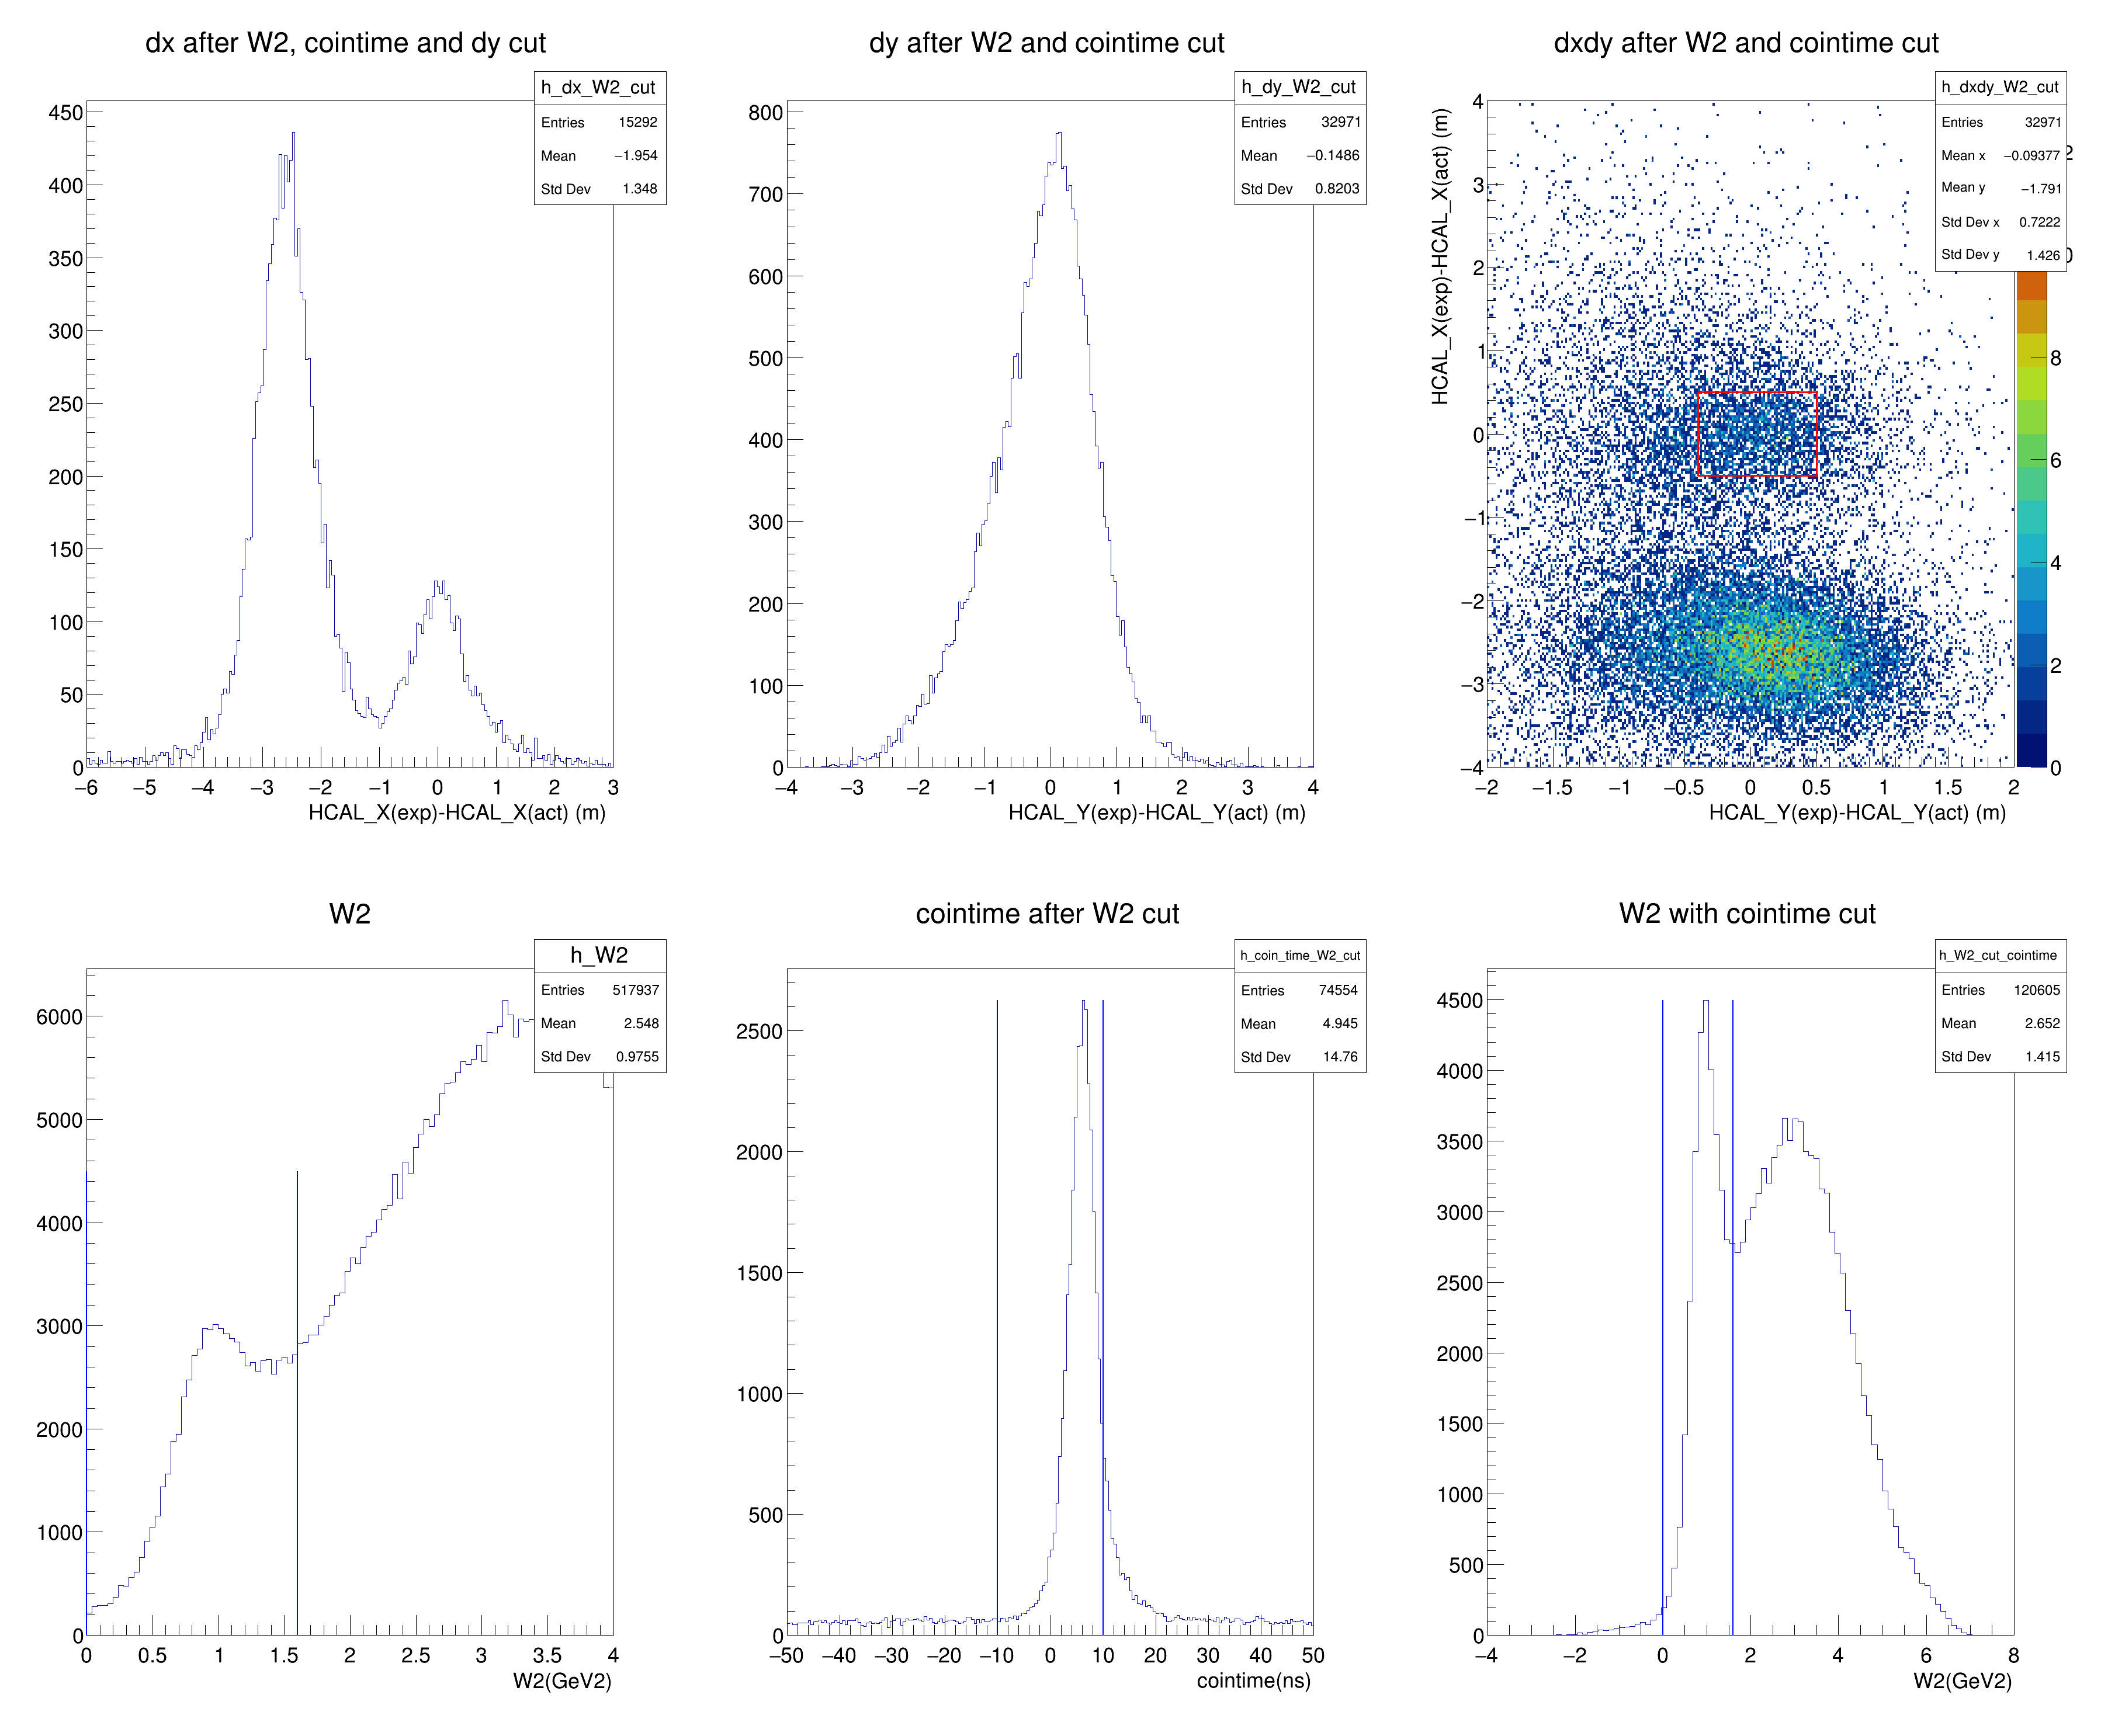 dx after W2, cointime and dy cut
h_dx_W2_cut
Entries 15292
Mean −1.954
Std Dev 1.348
450
400
350
300
250
200
150
100
50
0
−6 −5 −4 −3 −2 −1 0 1 2 3
HCAL_X(exp)-HCAL_X(act) (m)
dy after W2 and cointime cut
h_dy_W2_cut
Entries 32971
Mean −0.1486
Std Dev 0.8203
800
700
600
500
400
300
200
100
0
−4 −3 −2 −1 0 1 2 3 4
HCAL_Y(exp)-HCAL_Y(act) (m)
dxdy after W2 and cointime cut
h_dxdy_W2_cut
Entries 32971
Mean x −0.09377
Mean y −1.791
Std Dev x 0.7222
Std Dev y 1.426
HCAL_X(exp)-HCAL_X(act) (m)
4
3
2
1
0
−1
−2
−3
−4
−2 −1.5 −1 −0.5 0 0.5 1 1.5 2
HCAL_Y(exp)-HCAL_Y(act) (m)
2
0
8
6
4
2
0
W2
h_W2
Entries 517937
Mean 2.548
Std Dev 0.9755
6000
5000
4000
3000
2000
1000
0
0 0.5 1 1.5 2 2.5 3 3.5 4
W2(GeV2)
cointime after W2 cut
h_coin_time_W2_cut
Entries 74554
Mean 4.945
Std Dev 14.76
2500
2000
1500
1000
500
0
−50 −40 −30 −20 −10 0 10 20 30 40 50
cointime(ns)
W2 with cointime cut
h_W2_cut_cointime
Entries 120605
Mean 2.652
Std Dev 1.415
4500
4000
3500
3000
2500
2000
1500
1000
500
0
−4 −2 0 2 4 6 8
W2(GeV2)